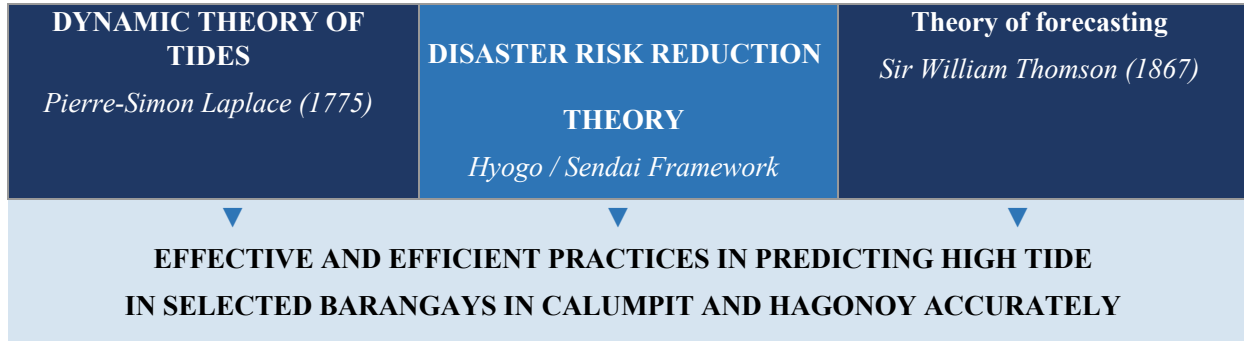 DYNAMIC THEORY OF
TIDES
Pierre-Simon Laplace (1775)
DISASTER RISK REDUCTION
THEORY
Hyogo / Sendai Framework
Theory of forecasting
Sir William Thomson (1867)
EFFECTIVE AND EFFICIENT PRACTICES IN PREDICTING HIGH TIDE
IN SELECTED BARANGAYS IN CALUMPIT AND HAGONOY ACCURATELY